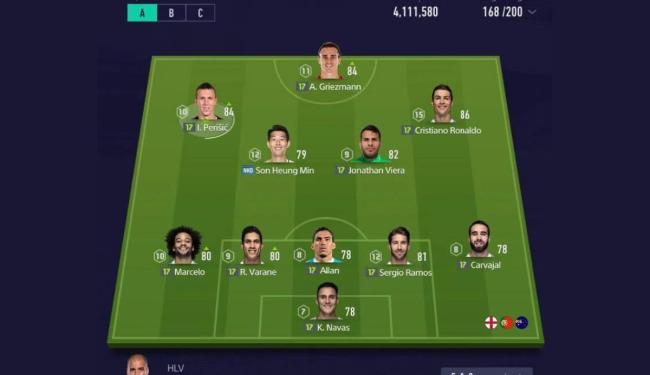 A B C
4,111,580 168 /200
11 84
17 A. Griezmann
10 84
17 I. Perišić
15 86
17 Cristiano Ronaldo
12 79
NHD Son Heung Min
9 82
17 Jonathan Viera
10 80
17 Marcelo
9 80
17 R. Varane
8 78
17 Allan
12 81
17 Sergio Ramos
8 78
17 Carvajal
7 78
17 K. Navas
HLV